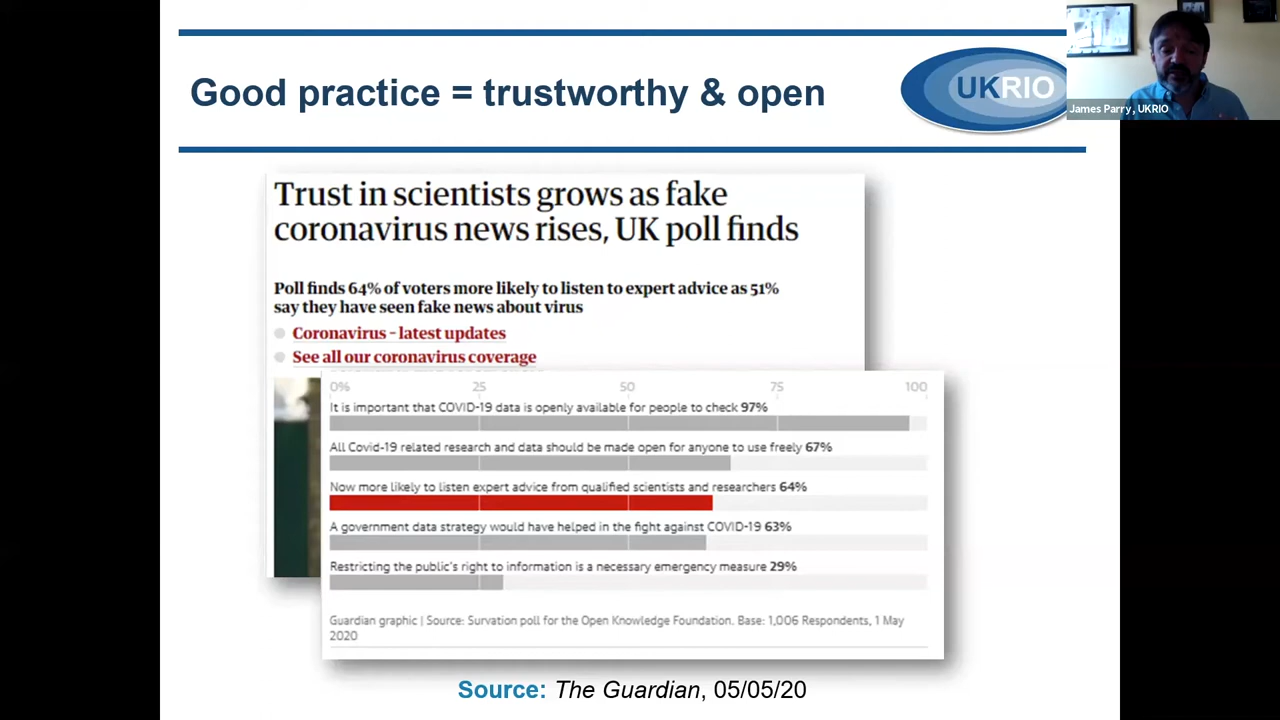 Good practice = trustworthy & open
UKRIO
James Parry, UKRIO
Trust in scientists grows as fake
coronavirus news rises, UK poll finds
Poll finds 64% of voters more likely to listen to expert advice as 51%
say they have seen fake news about virus
Coronavirus – latest updates
See all our coronavirus coverage
0% 25 50 75 100
It is important that COVID-19 data is openly available for people to check 97%
All Covid-19 related research and data should be made open for anyone to use freely 67%
Now more likely to listen expert advice from qualified scientists and researchers 64%
A government data strategy would have helped in the fight against COVID-19 63%
Restricting the public's right to information is a necessary emergency measure 29%
Guardian graphic | Source: Survation poll for the Open Knowledge Foundation. Base: 1,006 Respondents, 1 May
2020
Source: The Guardian, 05/05/20